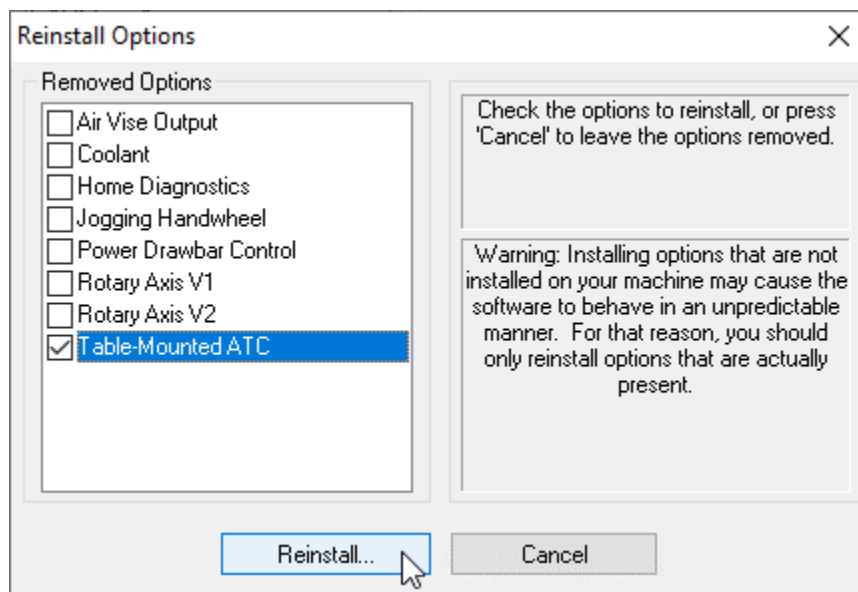 Reinstall Options
Removed Options
Air Vise Output
Coolant
Home Diagnostics
Jogging Handwheel
Power Drawbar Control
Rotary Axis V1
Rotary Axis V2
Table-Mounted ATC
Check the options to reinstall, or press
'Cancel' to leave the options removed.
Warning: Installing options that are not
installed on your machine may cause the
software to behave in an unpredictable
manner.  For that reason, you should
only reinstall options that are actually
present.
Reinstall...
Cancel